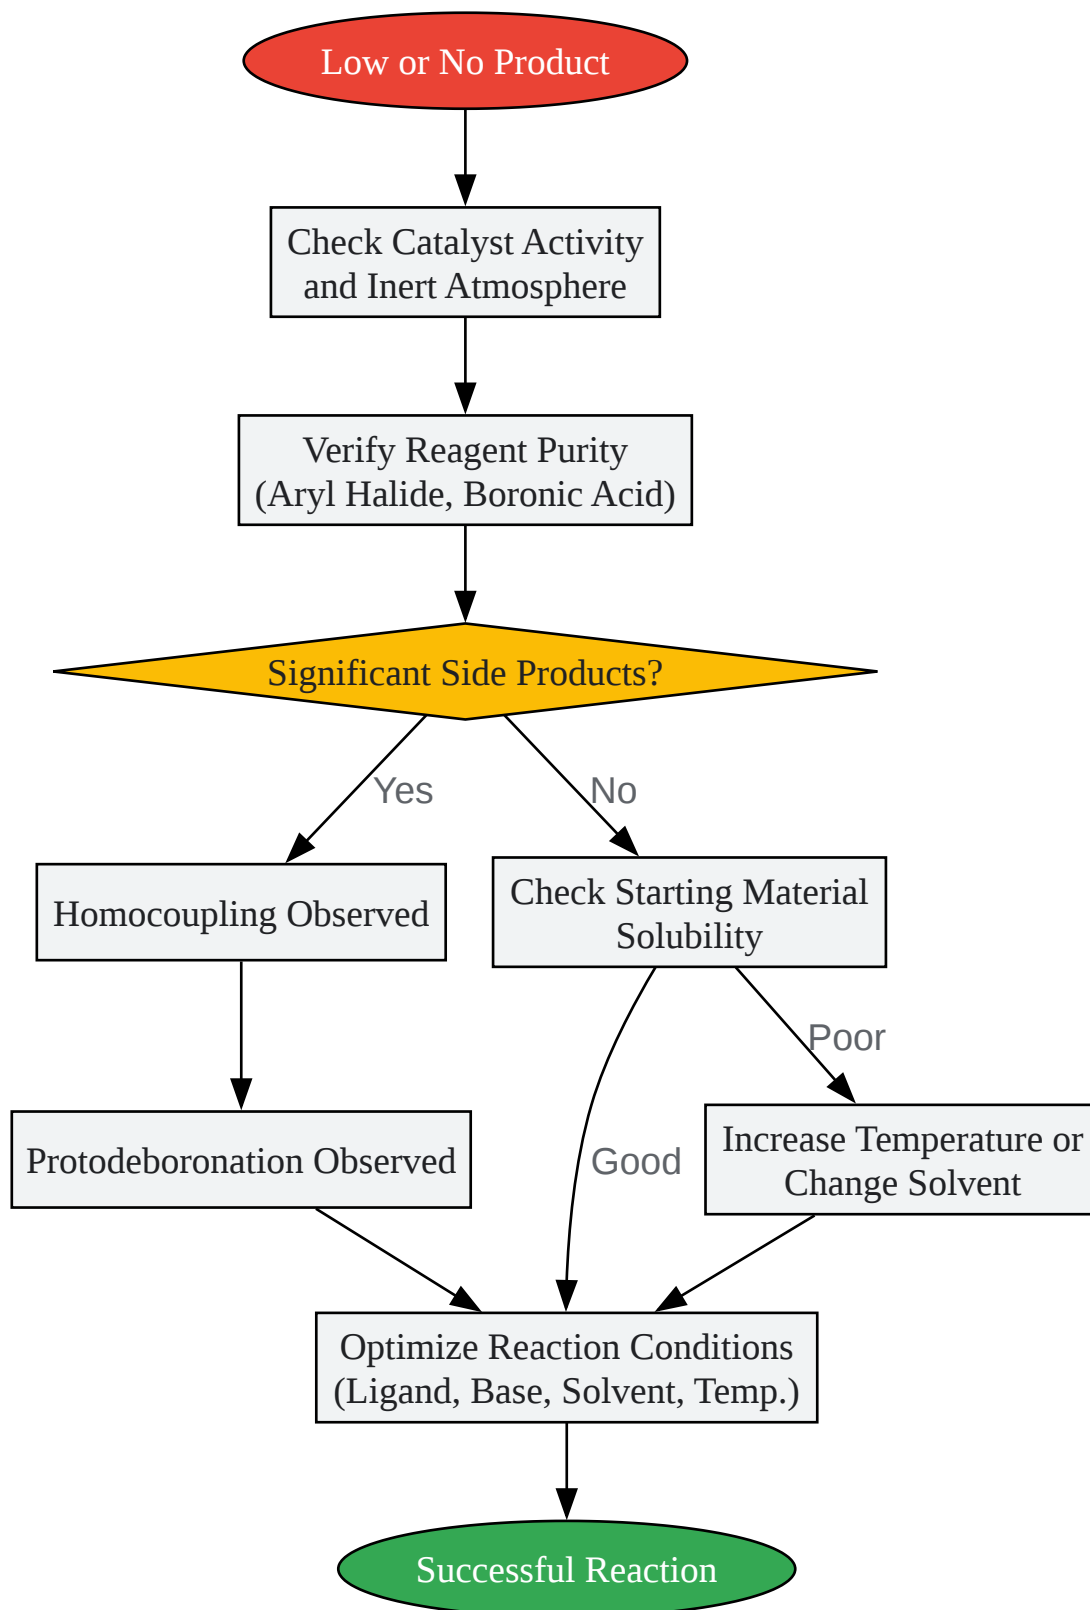 Low or No Product
Check Catalyst Activity
and Inert Atmosphere
Verify Reagent Purity
(Aryl Halide, Boronic Acid)
Significant Side Products?
Yes
No
Homocoupling Observed
Check Starting Material
Solubility
Poor
Protodeboronation Observed
Good
Increase Temperature or
Change Solvent
Optimize Reaction Conditions
(Ligand, Base, Solvent, Temp.)
Successful Reaction